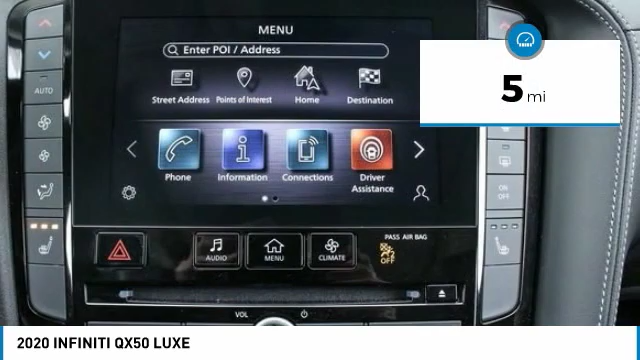 MENU
Enter POI / Address
Street Address Points of Interest Home Destination
5 mi
AUTO
Phone Information Connections Driver Assistance
ON OFF
AUDIO MENU CLIMATE
PASS AIR BAG
OFF
VOL
2020 INFINITI QX50 LUXE